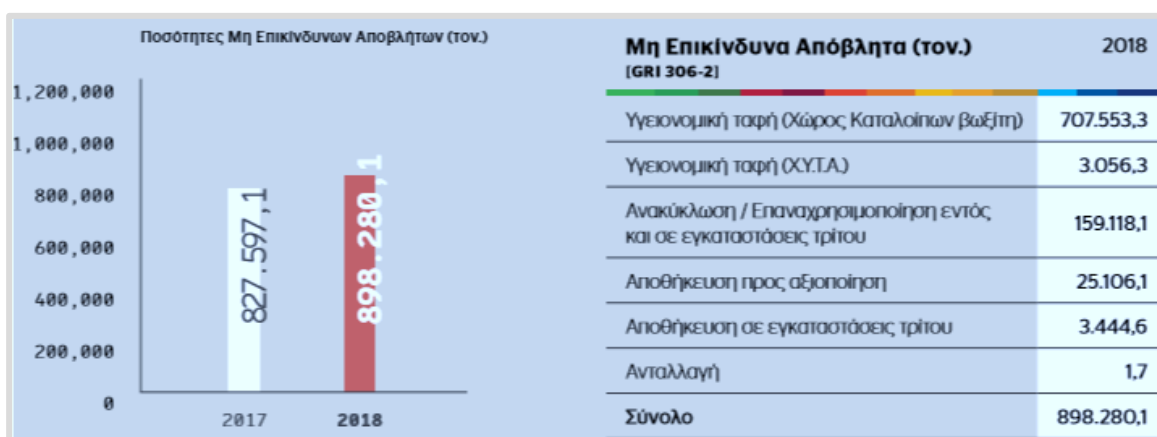 Ποσότητες Μη Επικίνδυνων Αποβλήτων (τον.)
1,200,000
1,000,000
800,000
600,000
400,000
200,000
0
827.597,1
898.280,1
2017
2018
Μη Επικίνδυνα Απόβλητα (τον.) 2018
[GRI 306-2]
Υγειονομική ταφή (Χώρος Καταλοίπων βωξίτη) 707.553,3
Υγειονομική ταφή (Χ.Υ.Τ.Α.) 3.056,3
Ανακύκλωση / Επαναχρησιμοποίηση εντός
και σε εγκαταστάσεις τρίτου 159.118,1
Αποθήκευση προς αξιοποίηση 25.106,1
Αποθήκευση σε εγκαταστάσεις τρίτου 3.444,6
Ανταλλαγή 1,7
Σύνολο 898.280,1